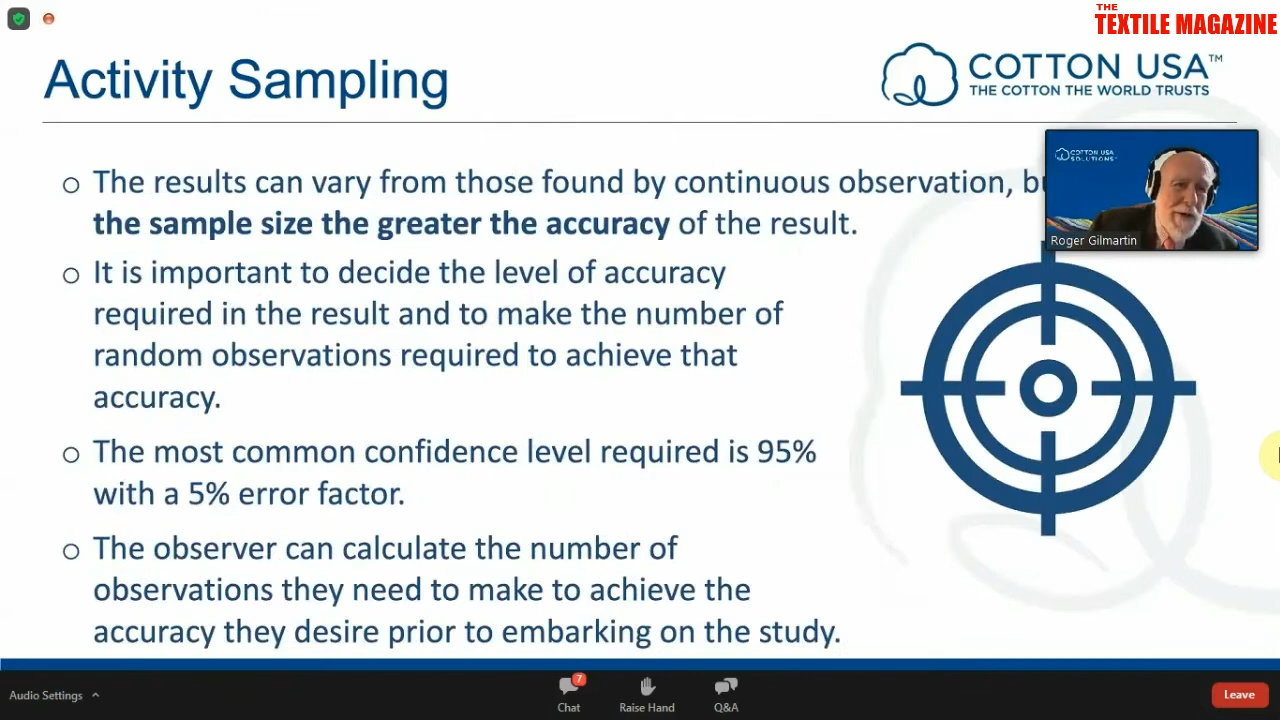 THE
TEXTILE MAGAZINE
Activity Sampling
COTTON USA™
THE COTTON THE WORLD TRUSTS
COTTON USA
SOLUTIONS
Roger Gilmartin
The results can vary from those found by continuous observation,
the sample size the greater the accuracy of the result.
It is important to decide the level of accuracy
required in the result and to make the number of
random observations required to achieve that
accuracy.
The most common confidence level required is 95%
with a 5% error factor.
The observer can calculate the number of
observations they need to make to achieve the
accuracy they desire prior to embarking on the study.
Audio Settings
7
Chat
Raise Hand
Q&A
Leave